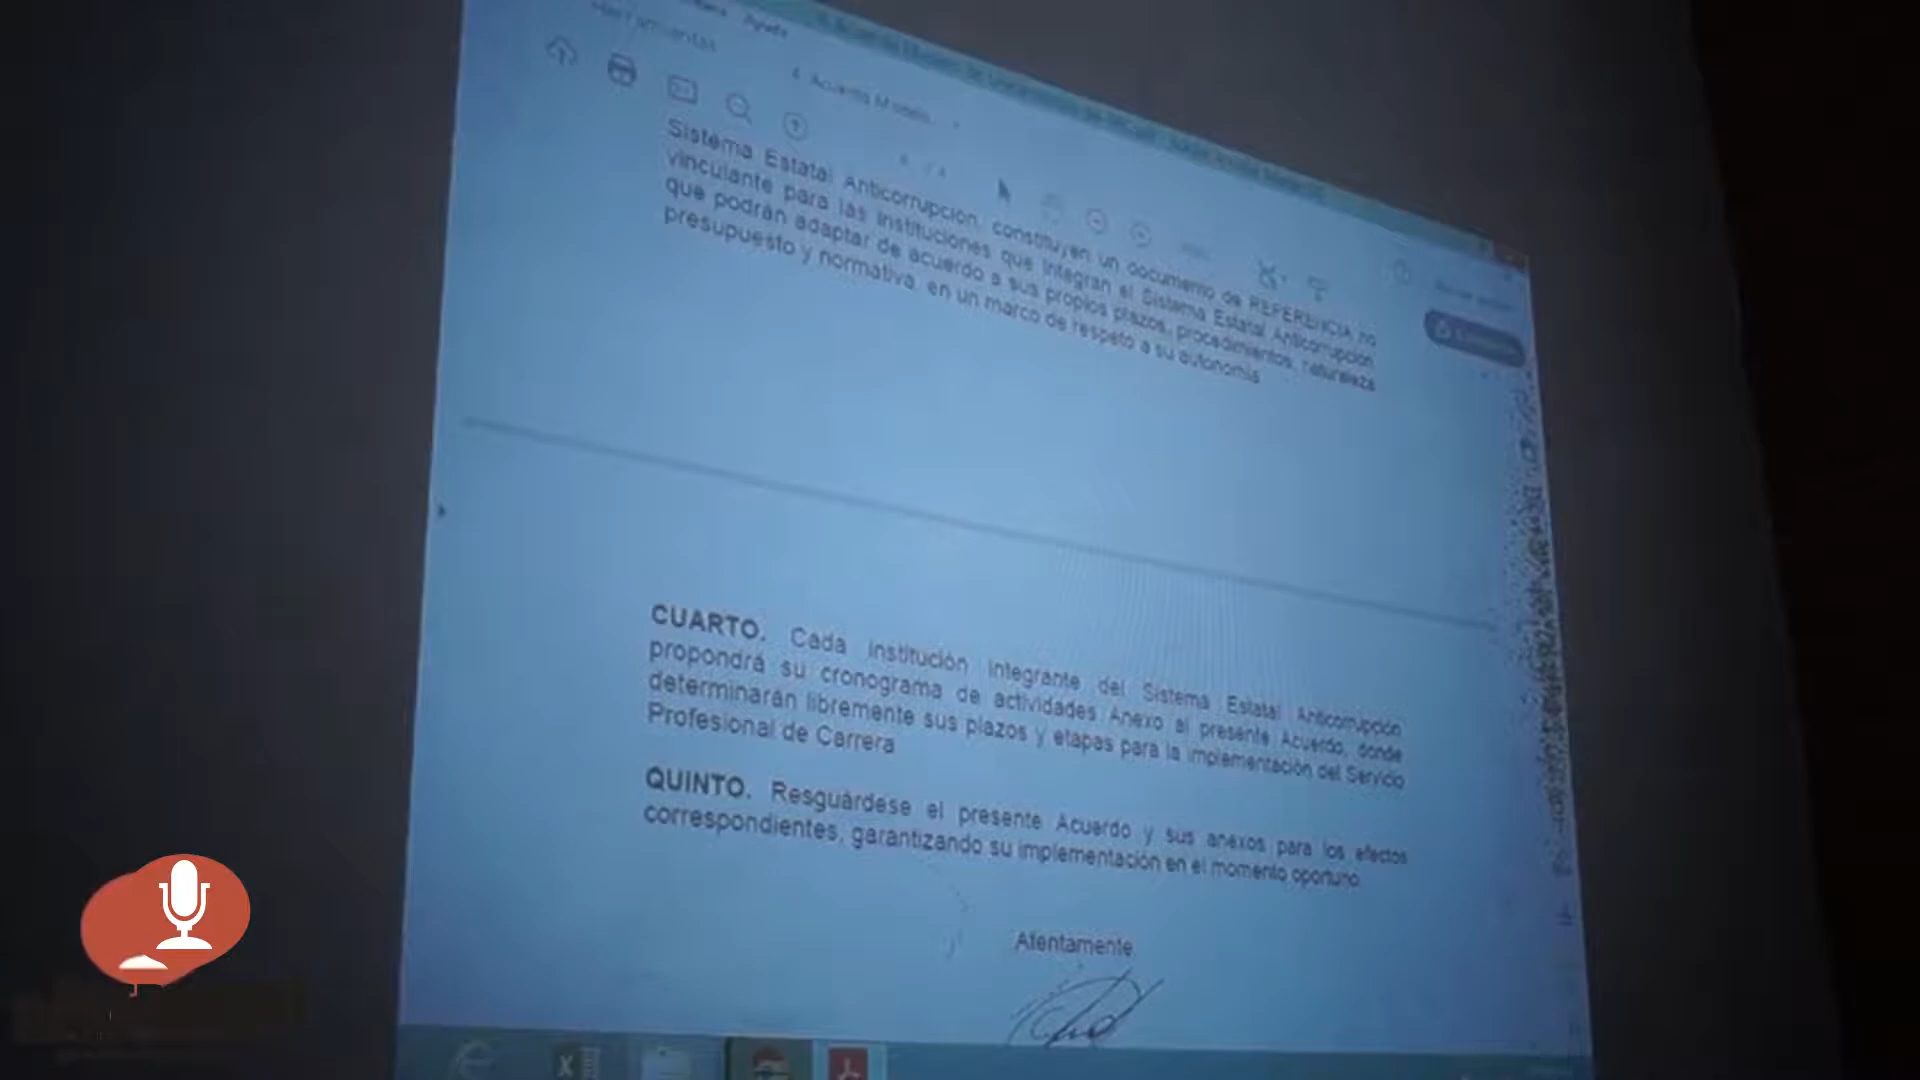 Ayuda
Herramientas
Acuerdo Modelo...
Sistema Estatal Anticorrupción, constituyen un documento de REFERENCIA no
vinculante para las instituciones que integran el Sistema Estatal Anticorrupción
que podrán adaptar de acuerdo a sus propios plazos, procedimientos, naturaleza
presupuesto y normativa, en un marco de respeto a su autonomía
CUARTO. Cada institución integrante del Sistema Estatal Anticorrupción
propondrá su cronograma de actividades Anexo al presente Acuerdo, donde
determinarán libremente sus plazos y etapas para la implementación del Servicio
Profesional de Carrera
QUINTO. Resguárdese el presente Acuerdo y sus anexos para los efectos
correspondientes, garantizando su implementación en el momento oportuno
Atentamente